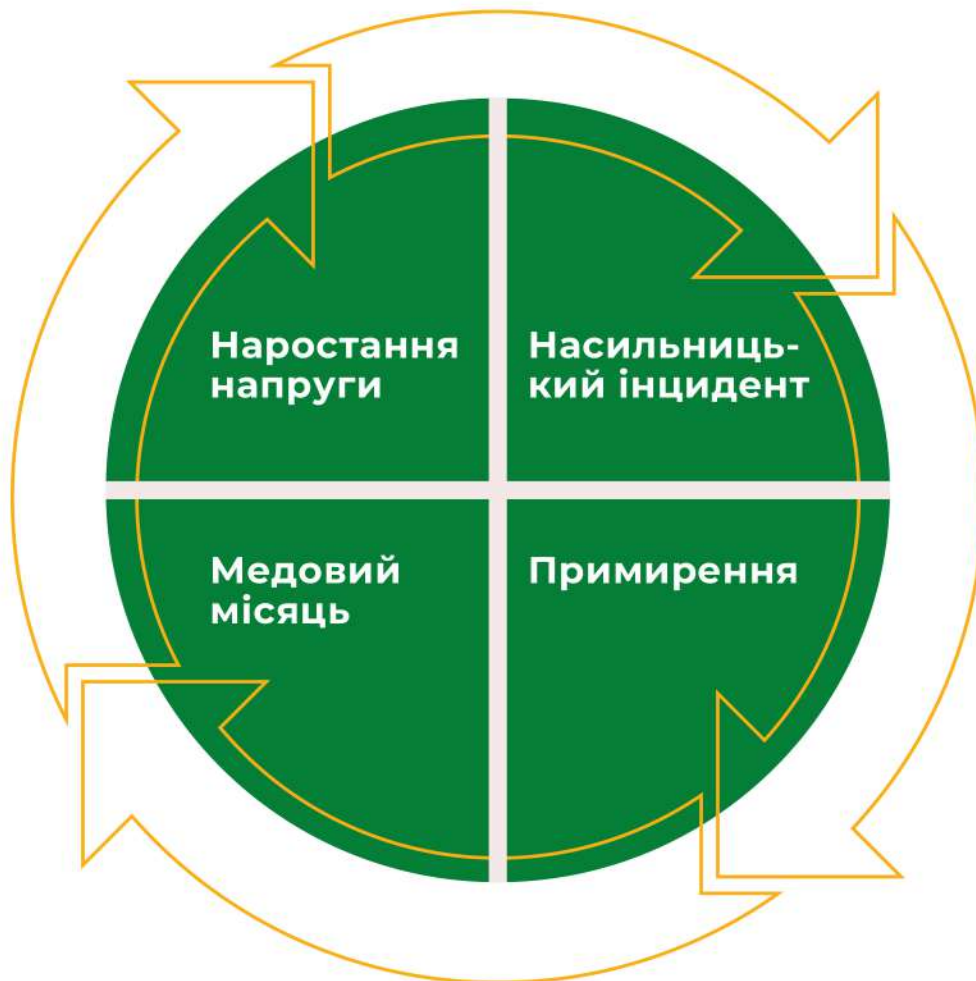 Наростання
напруги
Насильниць-
кий інцидент
Медовий
місяць
Примирення